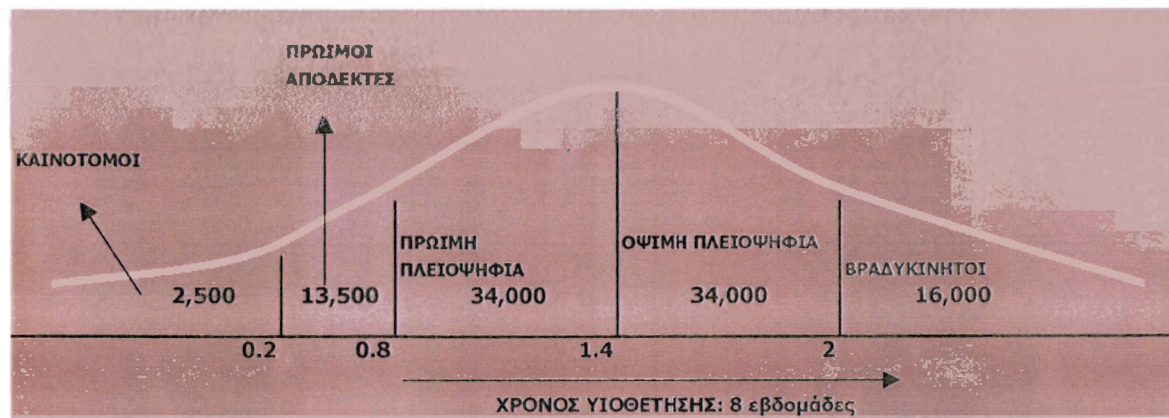 ΠΡΩΙΜΟΙ
ΑΠΟΔΕΚΤΕΣ
ΚΑΙΝΟΤΟΜΟΙ
ΠΡΩΙΜΗ
ΠΛΕΙΟΨΗΦΙΑ
ΟΨΙΜΗ ΠΛΕΙΟΨΗΦΙΑ
ΒΡΑΔΥΚΙΝΗΤΟΙ
2,500 13,500 34,000 34,000 16,000
0.2 0.8 1.4 2
ΧΡΟΝΟΣ ΥΙΟΘΕΤΗΣΗΣ: 8 εβδομάδες